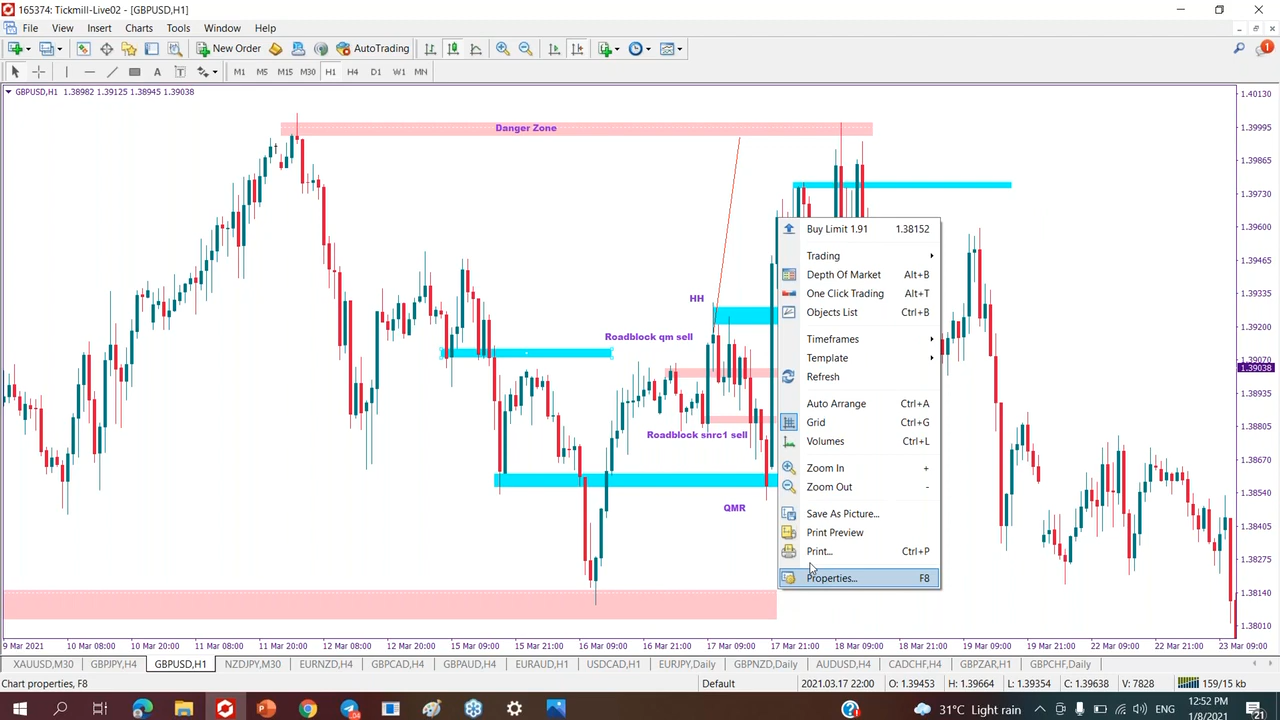 165374: Tickmill-Live02 - [GBPUSD,H1]
File View Insert Charts Tools Window Help
New Order AutoTrading
1
A T M1 M5 M15 M30 H1 H4 D1 W1 MN
GBPUSD,H1 1.38982 1.39125 1.38945 1.39038
1.40130
1.39995
1.39865
1.39730
1.39600
1.39465
1.39335
1.39200
1.39070
1.39038
1.38805
1.38670
1.38540
1.38405
1.38275
1.38140
1.38010
Danger Zone
HH
Roadblock qm sell
Roadblock snrc1 sell
QMR
Buy Limit 1.91 1.38152
Trading
Depth Of Market Alt+B
One Click Trading Alt+T
Objects List Ctrl+B
Timeframes
Template
Refresh
Auto Arrange Ctrl+A
Grid Ctrl+G
Volumes Ctrl+L
Zoom In +
Zoom Out -
Save As Picture...
Print Preview
Print... Ctrl+P
Properties... F8
9 Mar 2021 10 Mar 08:00 10 Mar 20:00 11 Mar 08:00 11 Mar 20:00 12 Mar 08:00 12 Mar 20:00 15 Mar 09:00 15 Mar 21:00 16 Mar 09:00 16 Mar 21:00 17 Mar 09:00 17 Mar 21:00 18 Mar 09:00 18 Mar 21:00 19 Mar 09:00 19 Mar 21:00 22 Mar 09:00 22 Mar 21:00 23 Mar 09:00
XAUUSD,M30 GBPJPY,H4 GBPUSD,H1 NZDJPY,M30 EURNZD,H4 GBPCAD,H4 GBPAUD,H4 EURAUD,H1 USDCAD,H1 EURJPY,Daily GBPNZD,Daily AUDUSD,H4 CADCHF,H4 GBPZAR,H1 GBPCHF,Daily
Chart properties, F8 Default 2021.03.17 22:00 O: 1.39453 H: 1.39664 L: 1.39354 C: 1.39638 V: 7828 159/15 kb
31°C Light rain ENG 12:52 PM
1/8/2021